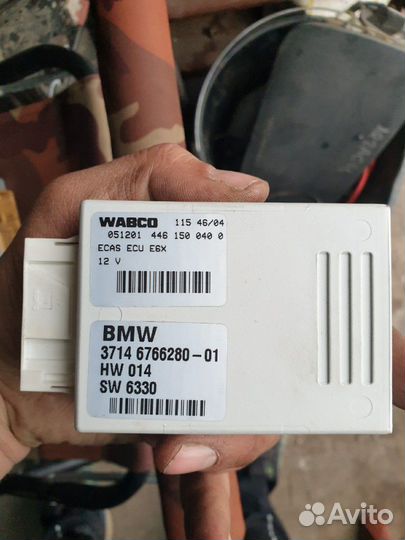 WABCO 115 46/04
051201 446 150 040 0
ECAS ECU E6X
12 V
BMW
3714 6766280-01
HW 014
SW 6330
Avito